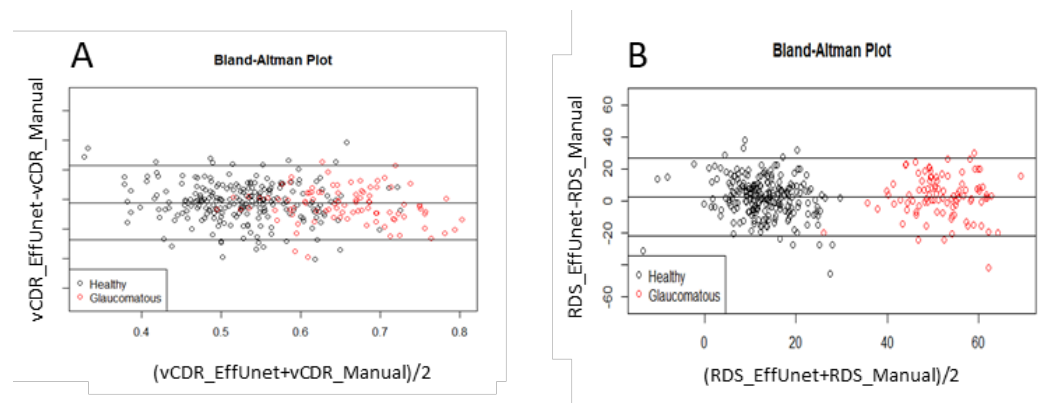 A
Bland-Altman Plot
vCDR_EffUnet-vCDR_Manual
Healthy
Glaucomatous
0.4 0.5 0.6 0.7 0.8
(vCDR_EffUnet+vCDR_Manual)/2
B
Bland-Altman Plot
RDS_EffUnet-RDS_Manual
60
40
20
0
-20
-60
Healthy
Glaucomatous
0 20 40 60
(RDS_EffUnet+RDS_Manual)/2